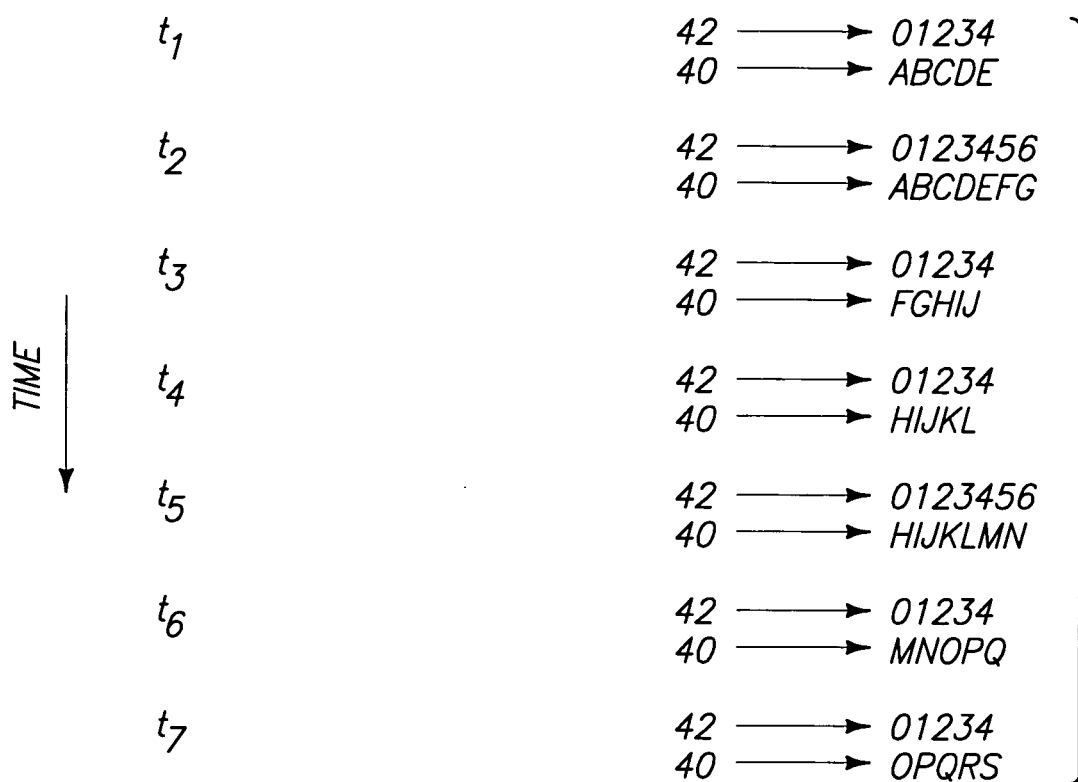 t1 42 01234
40 ABCDE
t2 42 0123456
40 ABCDEFG
t3 42 01234
40 FGHIJ
TIME
t4 42 01234
40 HIJKL
t5 42 0123456
40 HIJKLMN
t6 42 01234
40 MNOPQ
t7 42 01234
40 OPQRS